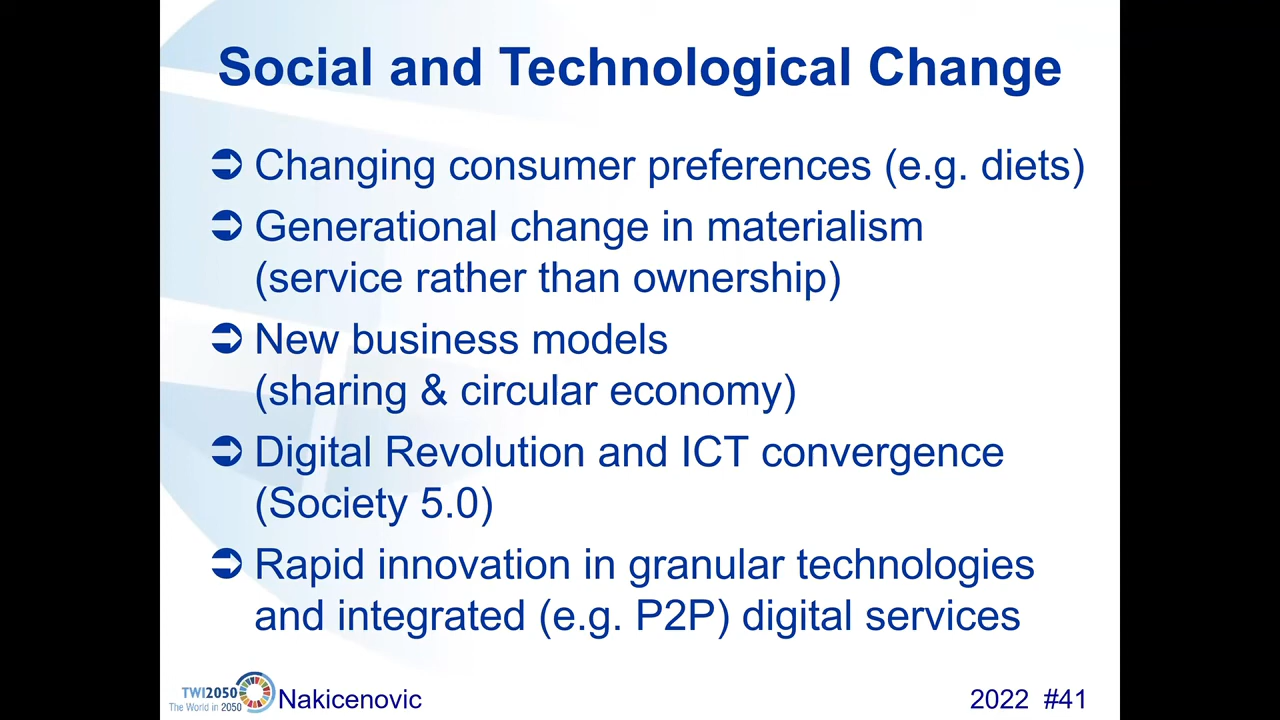 Social and Technological Change
➲ Changing consumer preferences (e.g. diets)
➲ Generational change in materialism
(service rather than ownership)
➲ New business models
(sharing & circular economy)
➲ Digital Revolution and ICT convergence
(Society 5.0)
➲ Rapid innovation in granular technologies
and integrated (e.g. P2P) digital services
TWI2050
The World in 2050
Nakicenovic
2022 #41